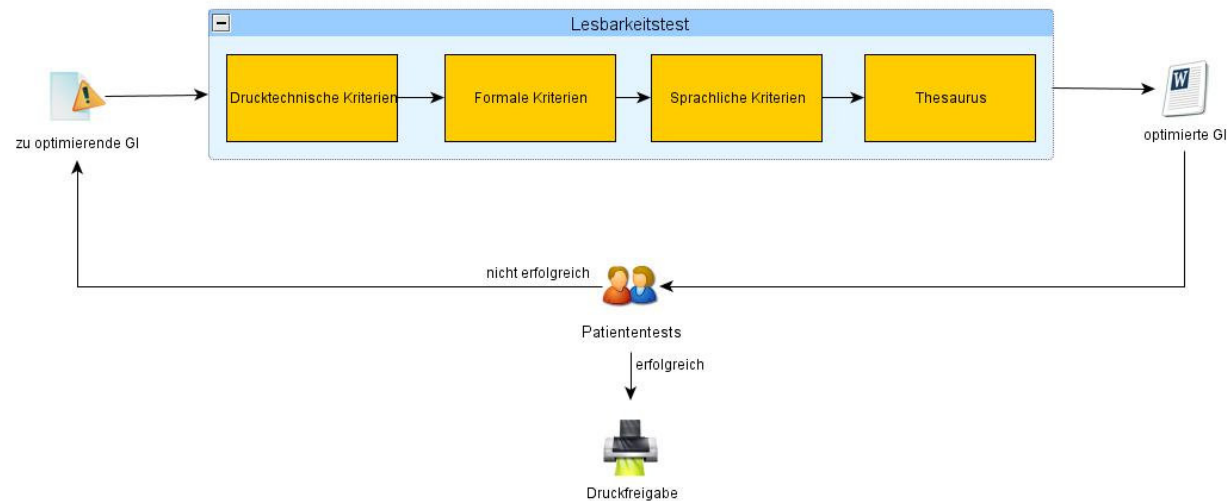 Lesbarkeitstest
Drucktechnische Kriterien
Formale Kriterien
Sprachliche Kriterien
Thesaurus
zu optimierende GI
optimierte GI
nicht erfolgreich
Patiententests
erfolgreich
Druckfreigabe